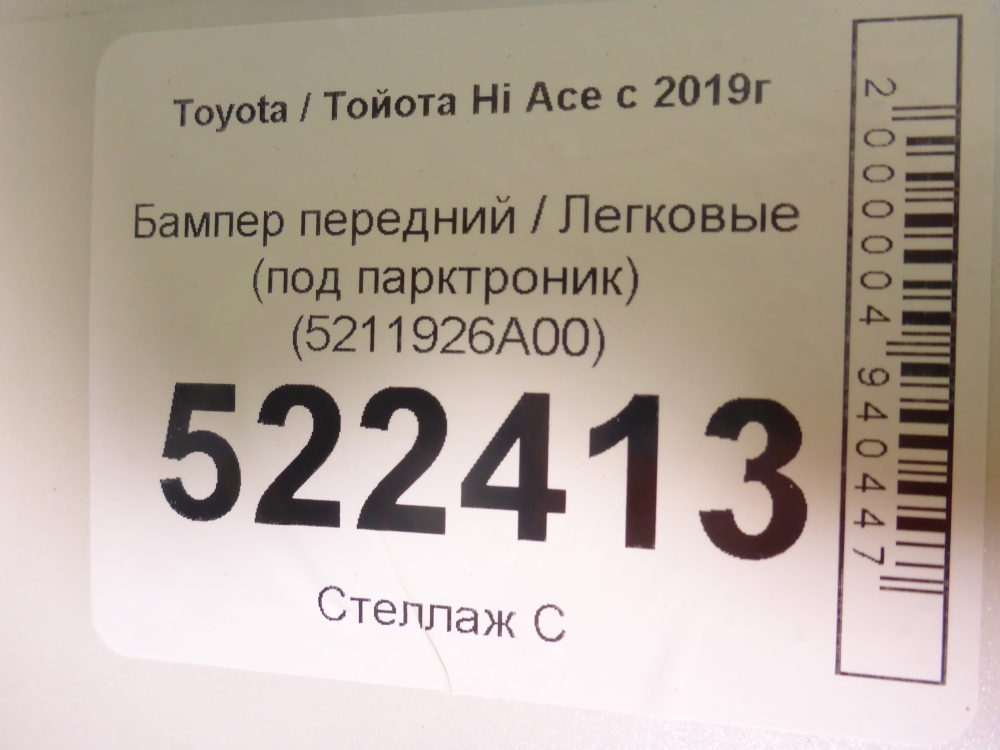 Toyota / Тойота Hi Ace с 2019г
Бампер передний / Легковые
(под парктроник)
(5211926A00)
522413
Стеллаж С
2000004940447